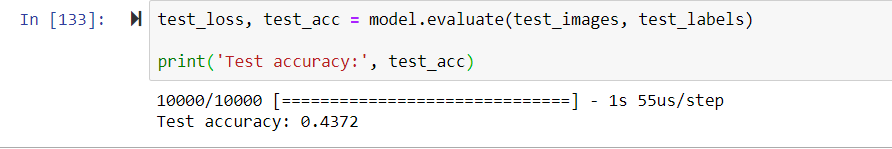 In [133]: test_loss, test_acc = model.evaluate(test_images, test_labels)
print('Test accuracy:', test_acc)
10000/10000 [==============================] - 1s 55us/step
Test accuracy: 0.4372